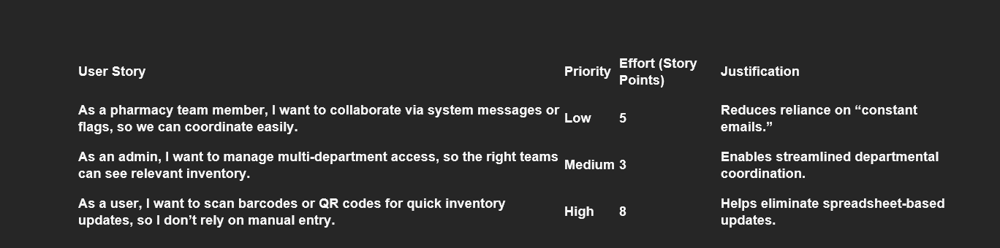 User Story Priority Effort (Story Points) Justification
As a pharmacy team member, I want to collaborate via system messages or flags, so we can coordinate easily. Low 5 Reduces reliance on “constant emails.”
As an admin, I want to manage multi-department access, so the right teams can see relevant inventory. Medium 3 Enables streamlined departmental coordination.
As a user, I want to scan barcodes or QR codes for quick inventory updates, so I don’t rely on manual entry. High 8 Helps eliminate spreadsheet-based updates.